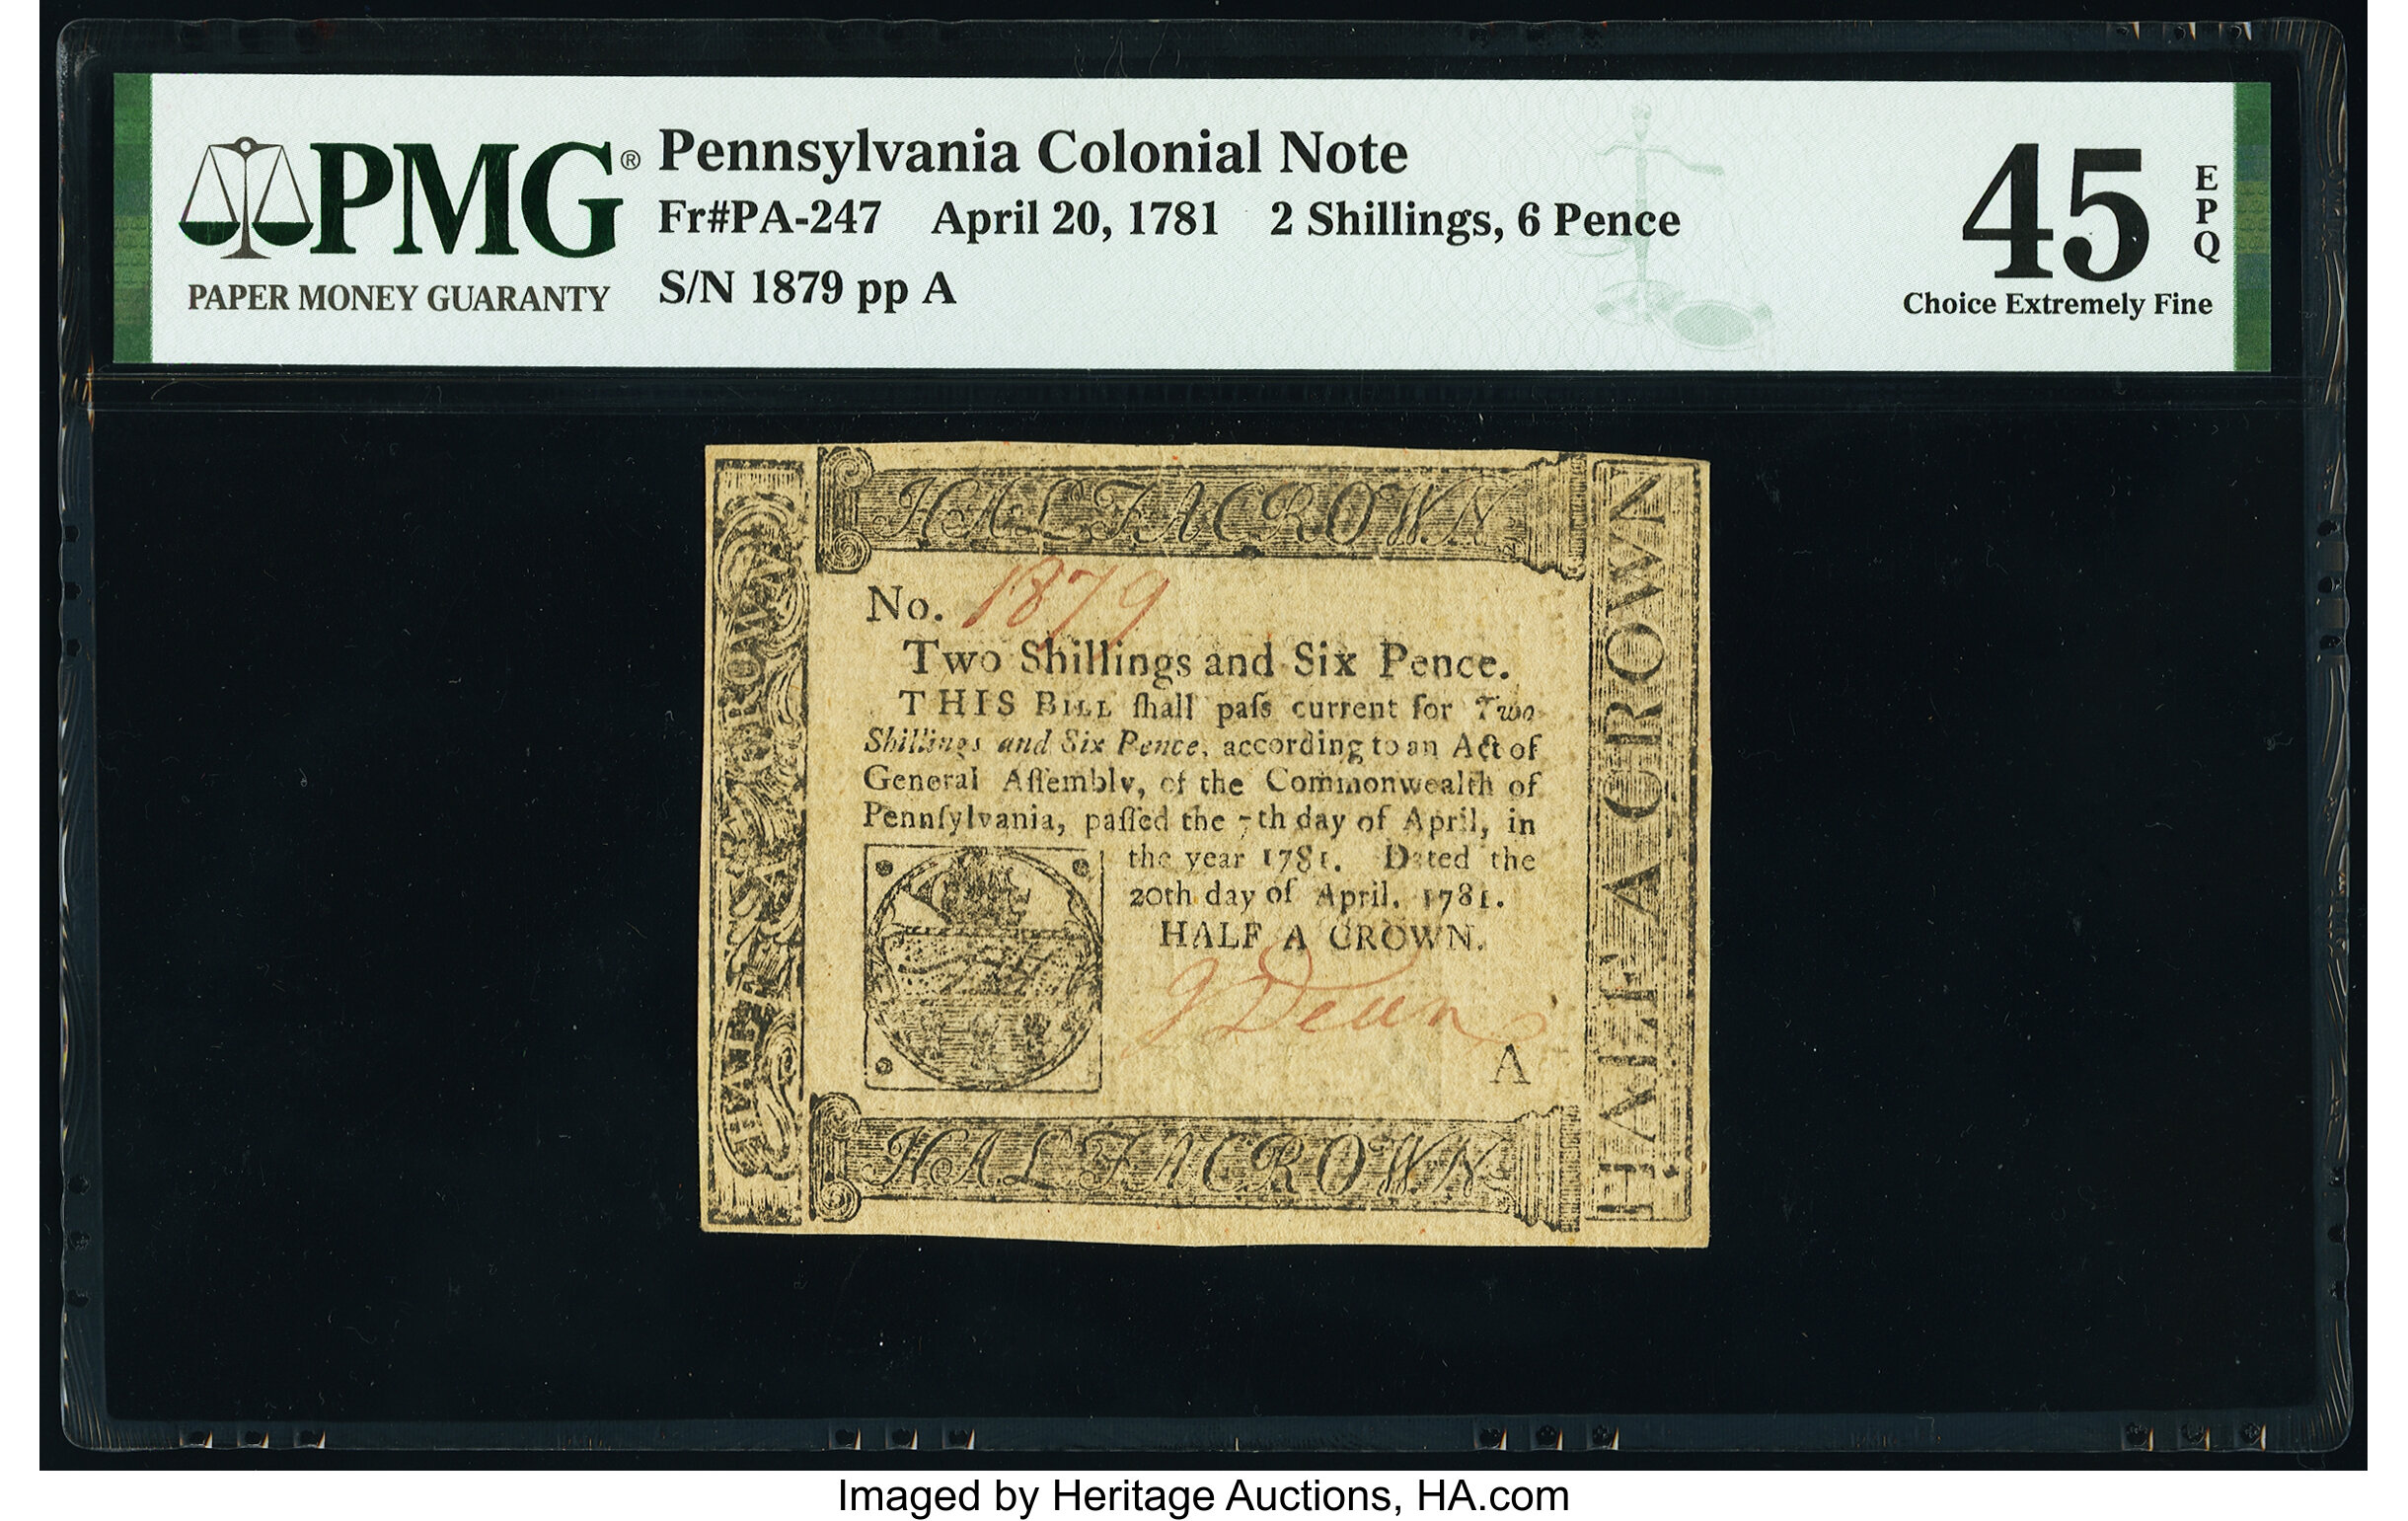 PMG®
PAPER MONEY GUARANTY
Pennsylvania Colonial Note
Fr#PA-247 April 20, 1781 2 Shillings, 6 Pence
S/N 1879 pp A
45
EPQ
Choice Extremely Fine
HALF A CROWN
HALF A CROWN
No. 1879
Two Shillings and Six Pence.
THIS BILL ſhall paſs current for Two
Shillings and Six Pence, according to an Act of
General Aſſembly, of the Commonwealth of
Pennſylvania, paſſed the 7th day of April, in
the year 1781. Dated the
20th day of April, 1781.
HALF A CROWN.
J Dean
A
HALF A CROWN
HALF A CROWN
Imaged by Heritage Auctions, HA.com